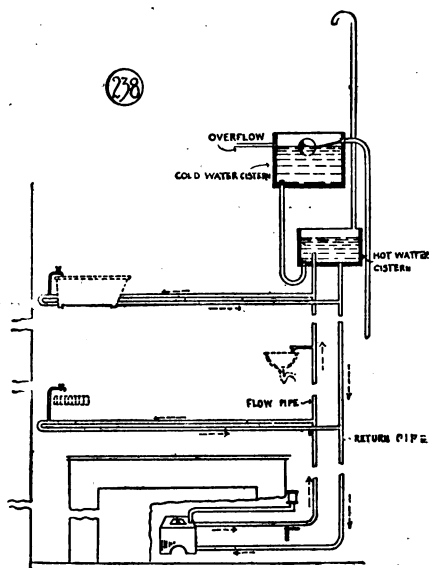 238
OVERFLOW
COLD WATER CISTERN
HOT WATER
CISTERN
FLOW PIPE
RETURN PIPE